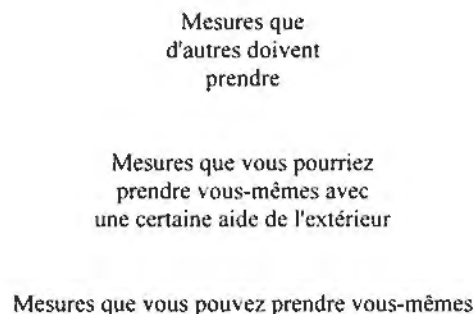 Mesures que
d'autres doivent
prendre
Mesures que vous pourriez
prendre vous-mêmes avec
une certaine aide de l'extérieur
Mesures que vous pouvez prendre vous-mêmes